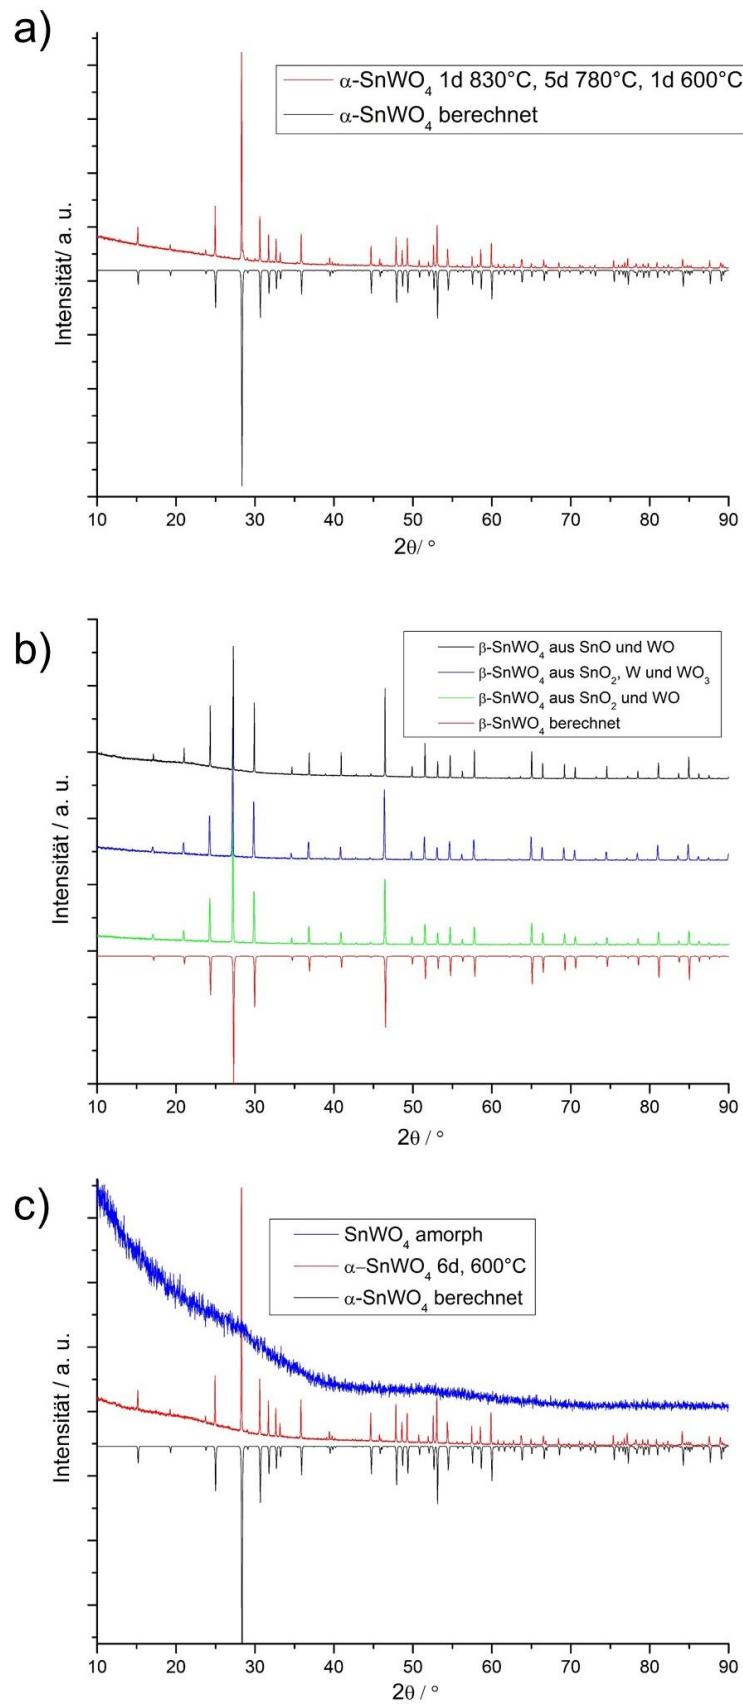 a)
α-SnWO₄ 1d 830°C, 5d 780°C, 1d 600°C
α-SnWO₄ berechnet
Intensität/ a. u.
10 20 30 40 50 60 70 80 90
2θ/ °
b)
β-SnWO₄ aus SnO und WO
β-SnWO₄ aus SnO₂, W und WO₃
β-SnWO₄ aus SnO₂ und WO
β-SnWO₄ berechnet
Intensität / a. u.
10 20 30 40 50 60 70 80 90
2θ / °
c)
SnWO₄ amorph
α–SnWO₄ 6d, 600°C
α-SnWO₄ berechnet
Intensität / a. u.
10 20 30 40 50 60 70 80 90
2θ / °